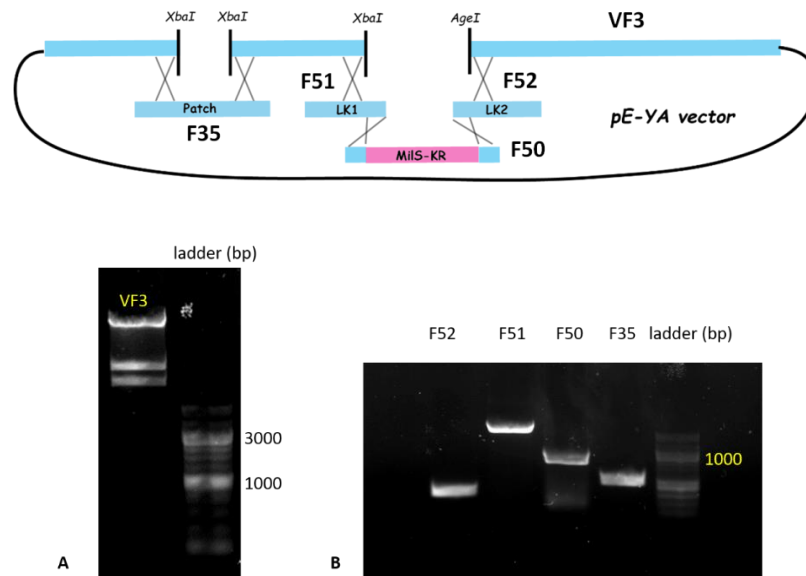 XbaI XbaI XbaI AgeI VF3
F51 F52
Patch LK1 LK2 pE-YA vector
F35
MilS-KR F50
ladder (bp)
VF3
3000
1000
A
F52 F51 F50 F35 ladder (bp)
1000
B